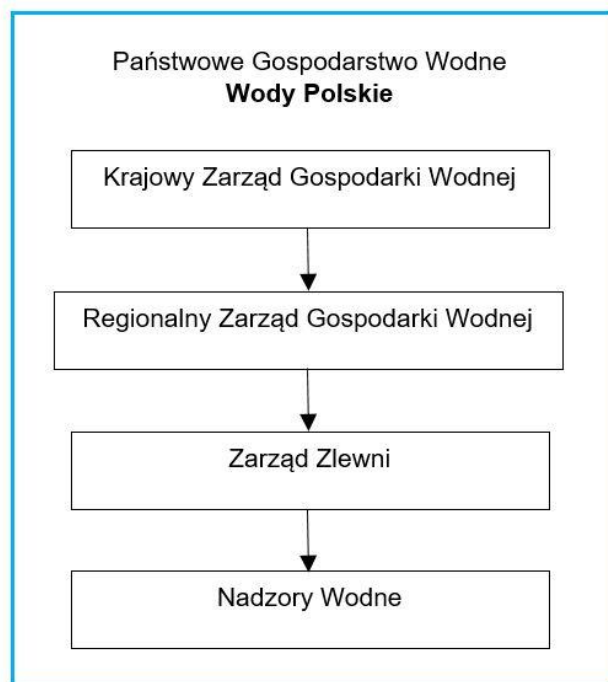 Państwowe Gospodarstwo Wodne
Wody Polskie
Krajowy Zarząd Gospodarki Wodnej
Regionalny Zarząd Gospodarki Wodnej
Zarząd Zlewni
Nadzory Wodne